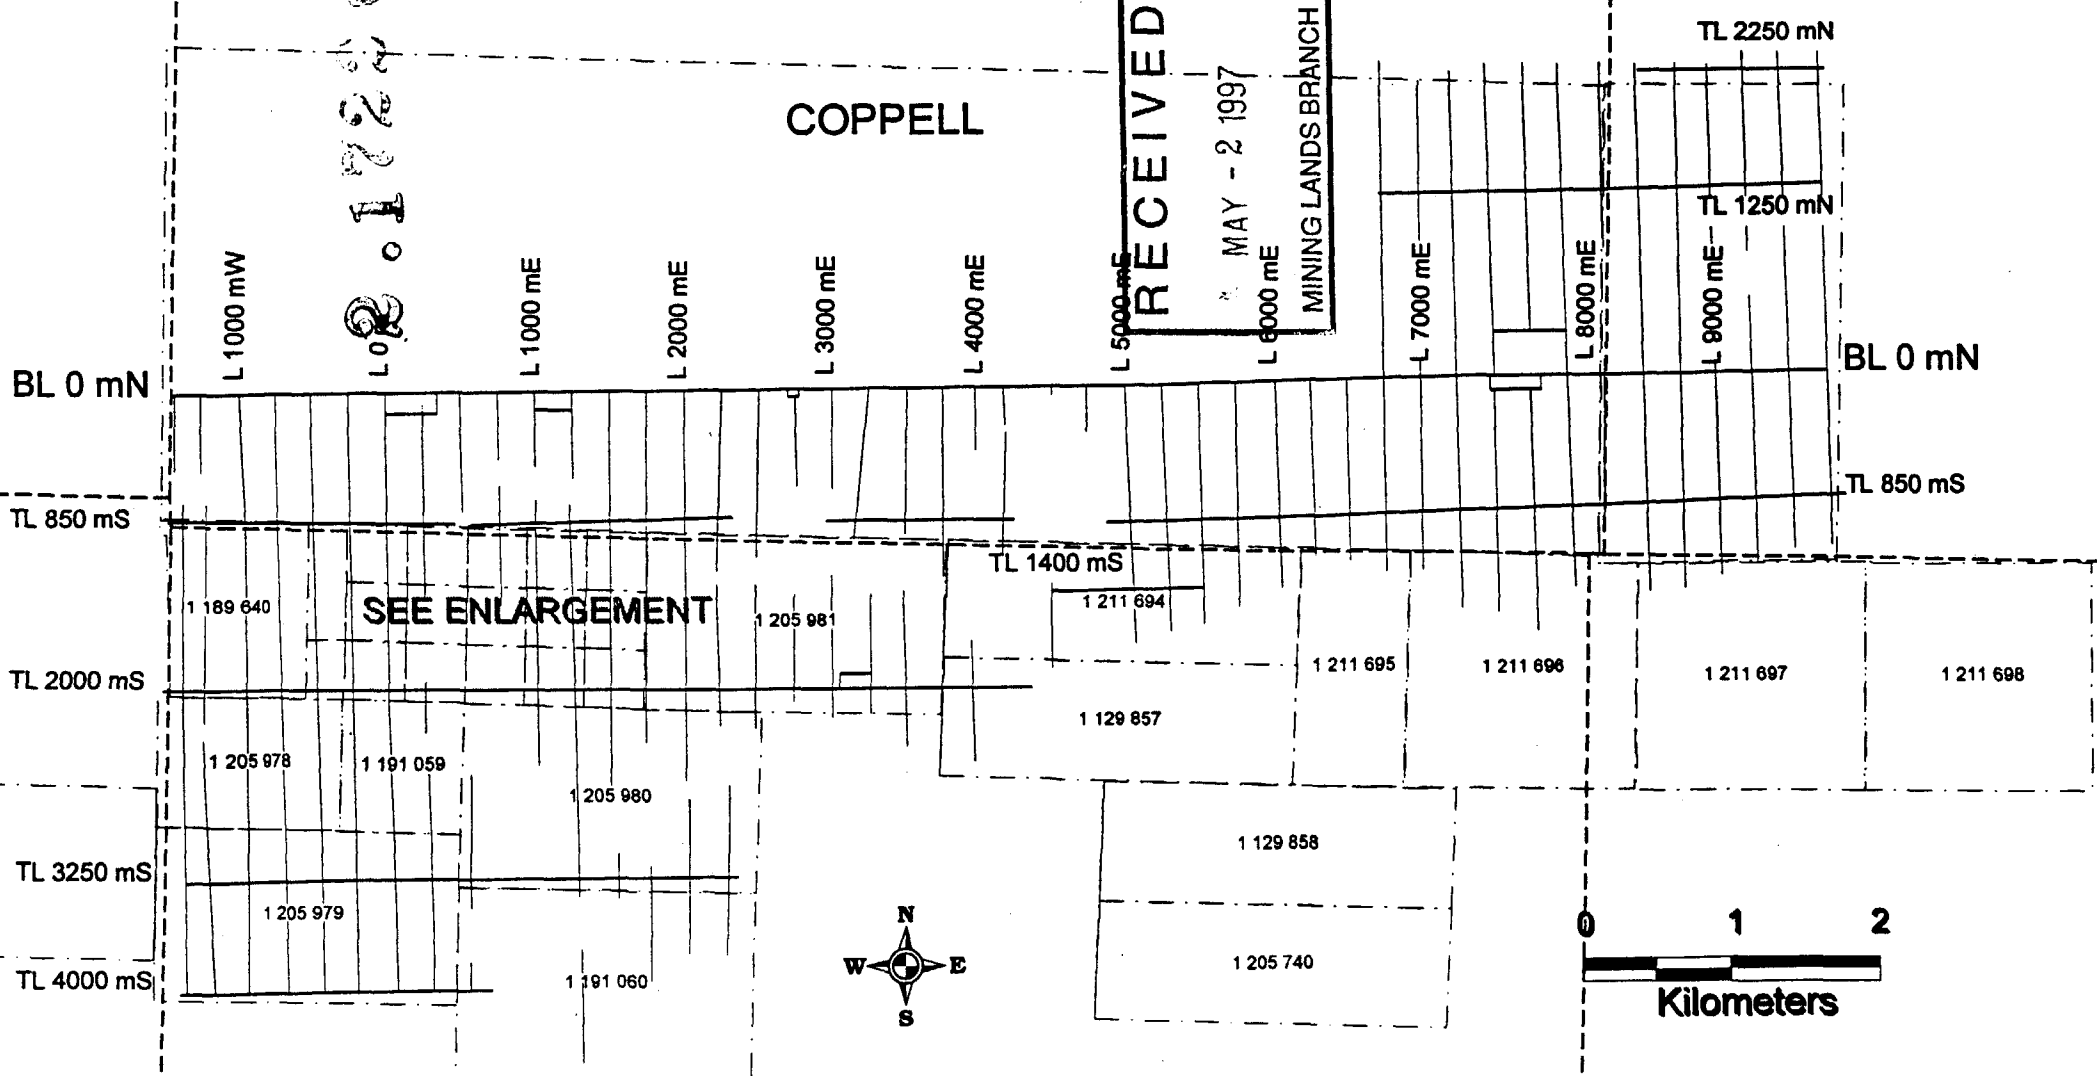 TL 2250 mN
COPPELL
RECEIVED
MAY - 2 1997
MINING LANDS BRANCH
TL 1250 mN
L 1000 mW
L 0
L 1000 mE
L 2000 mE
L 3000 mE
L 4000 mE
L 5000 mE
L 6000 mE
L 7000 mE
L 8000 mE
L 9000 mE
BL 0 mN
BL 0 mN
TL 850 mS
TL 850 mS
TL 1400 mS
1 189 640
SEE ENLARGEMENT
1 205 981
1 211 694
1 211 695
1 211 696
1 211 697
1 211 698
TL 2000 mS
1 129 857
1 205 978
1 191 059
1 205 980
1 129 858
TL 3250 mS
1 205 979
1 205 740
TL 4000 mS
1 191 060
N
W
E
S
0 1 2
Kilometers